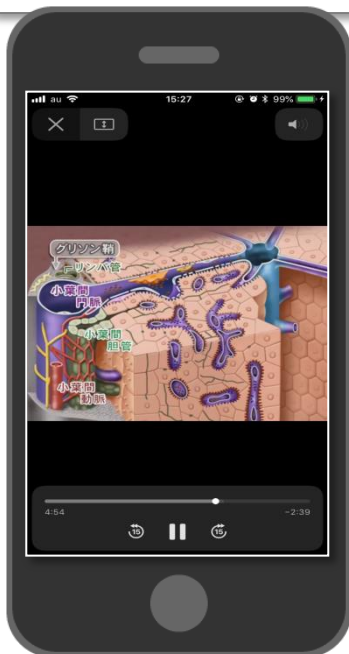 au 15:27 99%
グリソン鞘
リンパ管
小葉間
門脈
小葉間
胆管
小葉間
動脈
4:54 -2:39
15 15